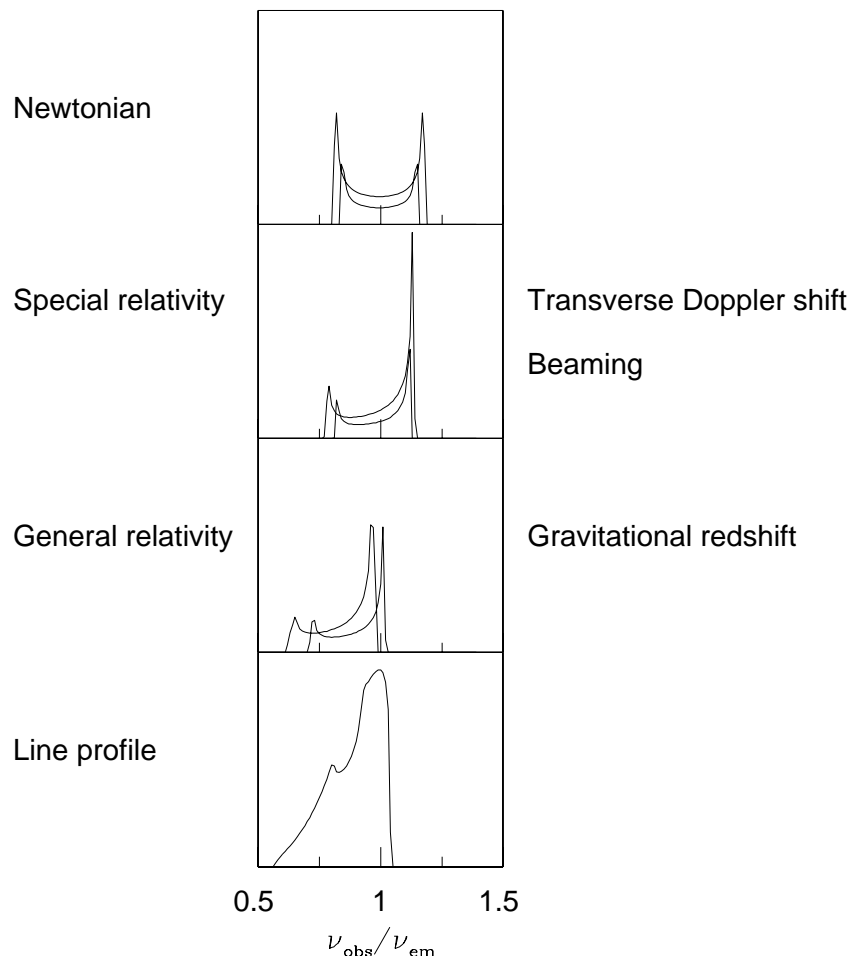 Newtonian
Special relativity
Transverse Doppler shift
Beaming
General relativity
Gravitational redshift
Line profile
0.5 1 1.5
ν_obs/ν_em